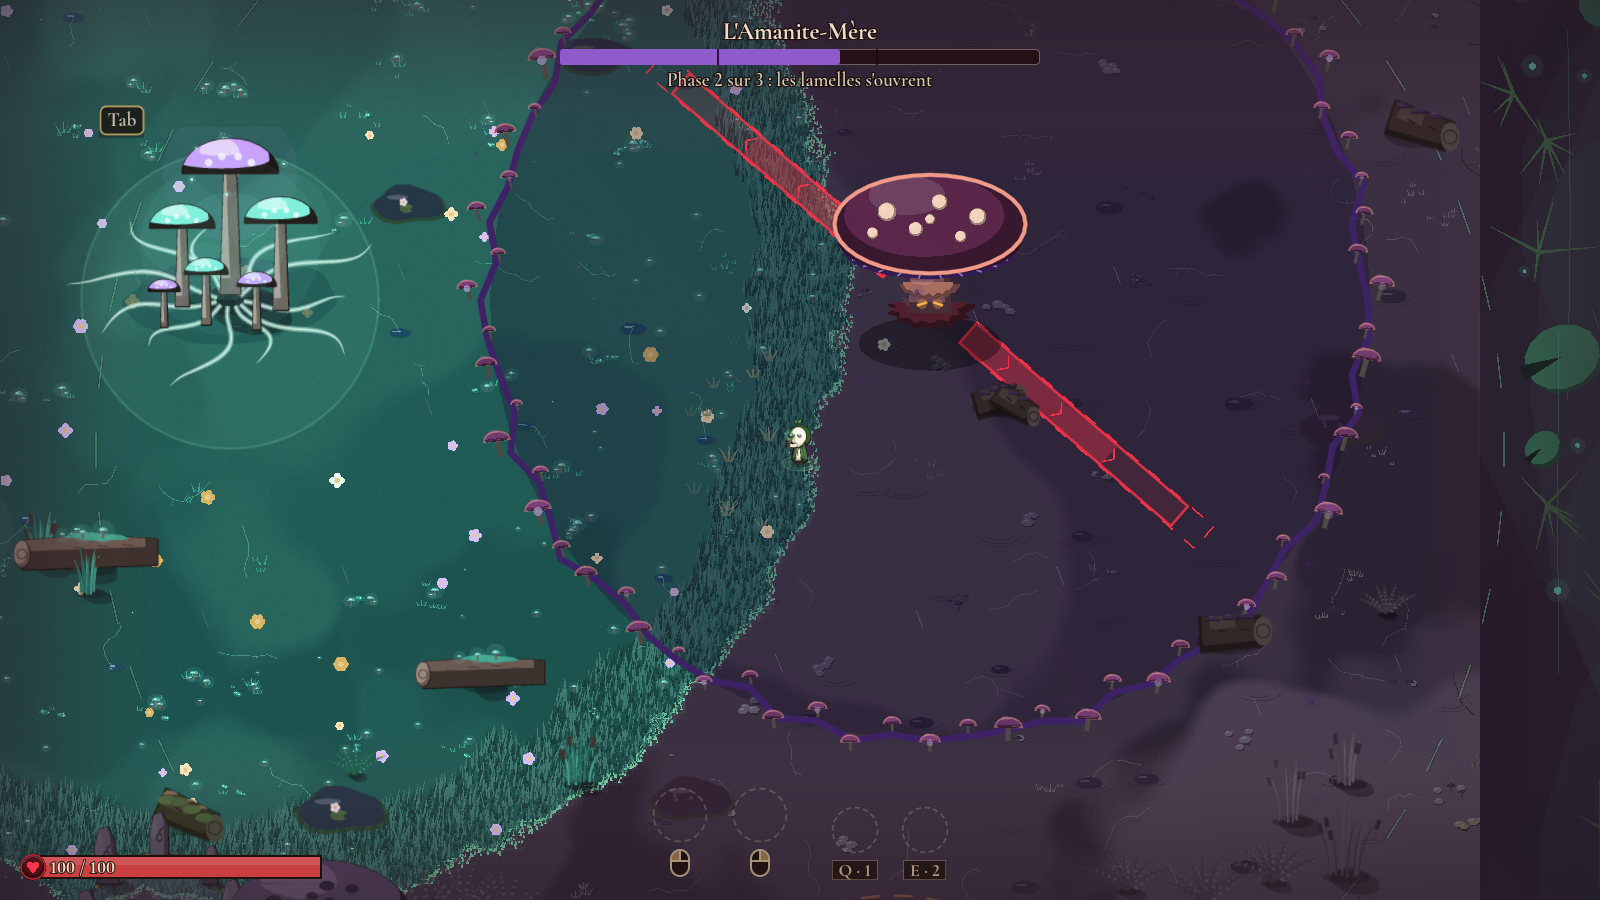 L'Amanite-Mère
Phase 2 sur 3 : les lamelles s'ouvrent
Tab
100 / 100
Q · 1
E · 2